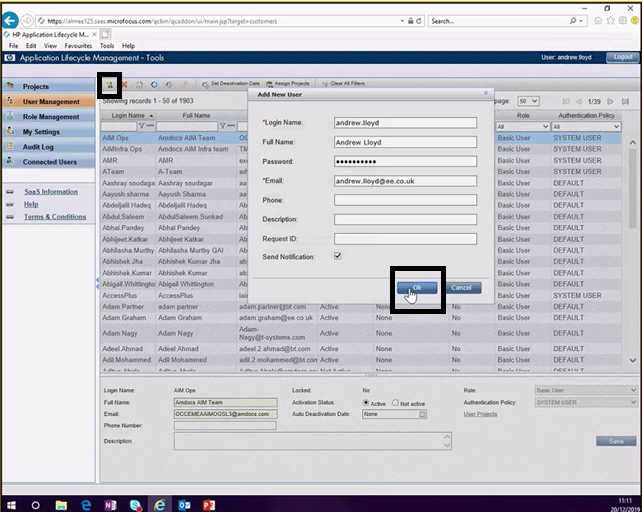 https://almee125.saas.microfocus.com/qcbin/qcaddon/ui/main.jsp?target=customers
Search...
HP Application Lifecycle M...
File Edit View Favourites Tools Help
Application Lifecycle Management - Tools
User: andrew.lloyd
Logout
Projects
User Management
Role Management
My Settings
Audit Log
Connected Users
SaaS Information
Help
Terms & Conditions
Set Deactivation Date Assign Projects Clear All Filters
Showing records 1 - 50 of 1903
page: 50 1/39
Login Name Full Name Role Authentication Policy
All All
AIM.Ops Amdocs AIM Team Basic User SYSTEM USER
AIMInfra.Ops Amdocs AIM Infra team Basic User SYSTEM USER
AMR AMR Basic User SYSTEM USER
ATeam A-Team Basic User SYSTEM USER
Aashray.soudagar Aashray soudagar Basic User DEFAULT
Aayush.sharma Aayush Sharma Basic User DEFAULT
Abdeljalil.Hadeq Abdeljalil Hadeq Basic User DEFAULT
Abdul.Saleem AbdulSaleem.Sunkad Basic User DEFAULT
Abhal.Pandey Abhal Pandey Basic User DEFAULT
Abhijeet.Katkar Abhijeet Katkar Basic User DEFAULT
Abhilasha.Murthy Abhilasha Murthy QAI Basic User DEFAULT
Abhishek.Jha Abhishek Kumar Jha Basic User DEFAULT
Abhishek.Kumar Abhishek Kumar Basic User DEFAULT
Abigail.Whitington Abigail Whittington Basic User DEFAULT
AccessPlus AccessPlus Basic User SYSTEM USER
Adam.Partner adam partner adam.partner@bt.com Active None No Basic User DEFAULT
Adam.Graham Adam Graham adam.graham@ee.co.uk Active None No Basic User DEFAULT
Adam.Nagy Adam Nagy Adam-Nagy@t-systems.com Active None No Basic User DEFAULT
Adeel.Ahmad Adeel Ahmad adeel.2.ahmad@bt.com Active None No Basic User DEFAULT
Adil.Mohammed Adil Mohammed adil.2.mohammed@bt.com Active None No Basic User DEFAULT
Add New User
*Login Name: andrew.lloyd
Full Name: Andrew Lloyd
Password: ••••••••••
*Email: andrew.lloyd@ee.co.uk
Phone:
Description:
Request ID:
Send Notification:
Ok Cancel
Login Name: AIM.Ops Locked: No Role: Basic User
Full Name: Amdocs AIM Team Activation Status: Active Not active Authentication Policy: SYSTEM USER
Email: OCCEMEAAIMOGSL3@amdocs.com Auto Deactivation Date: None User Projects
Phone Number:
Description
Save
11:11
20/12/2019